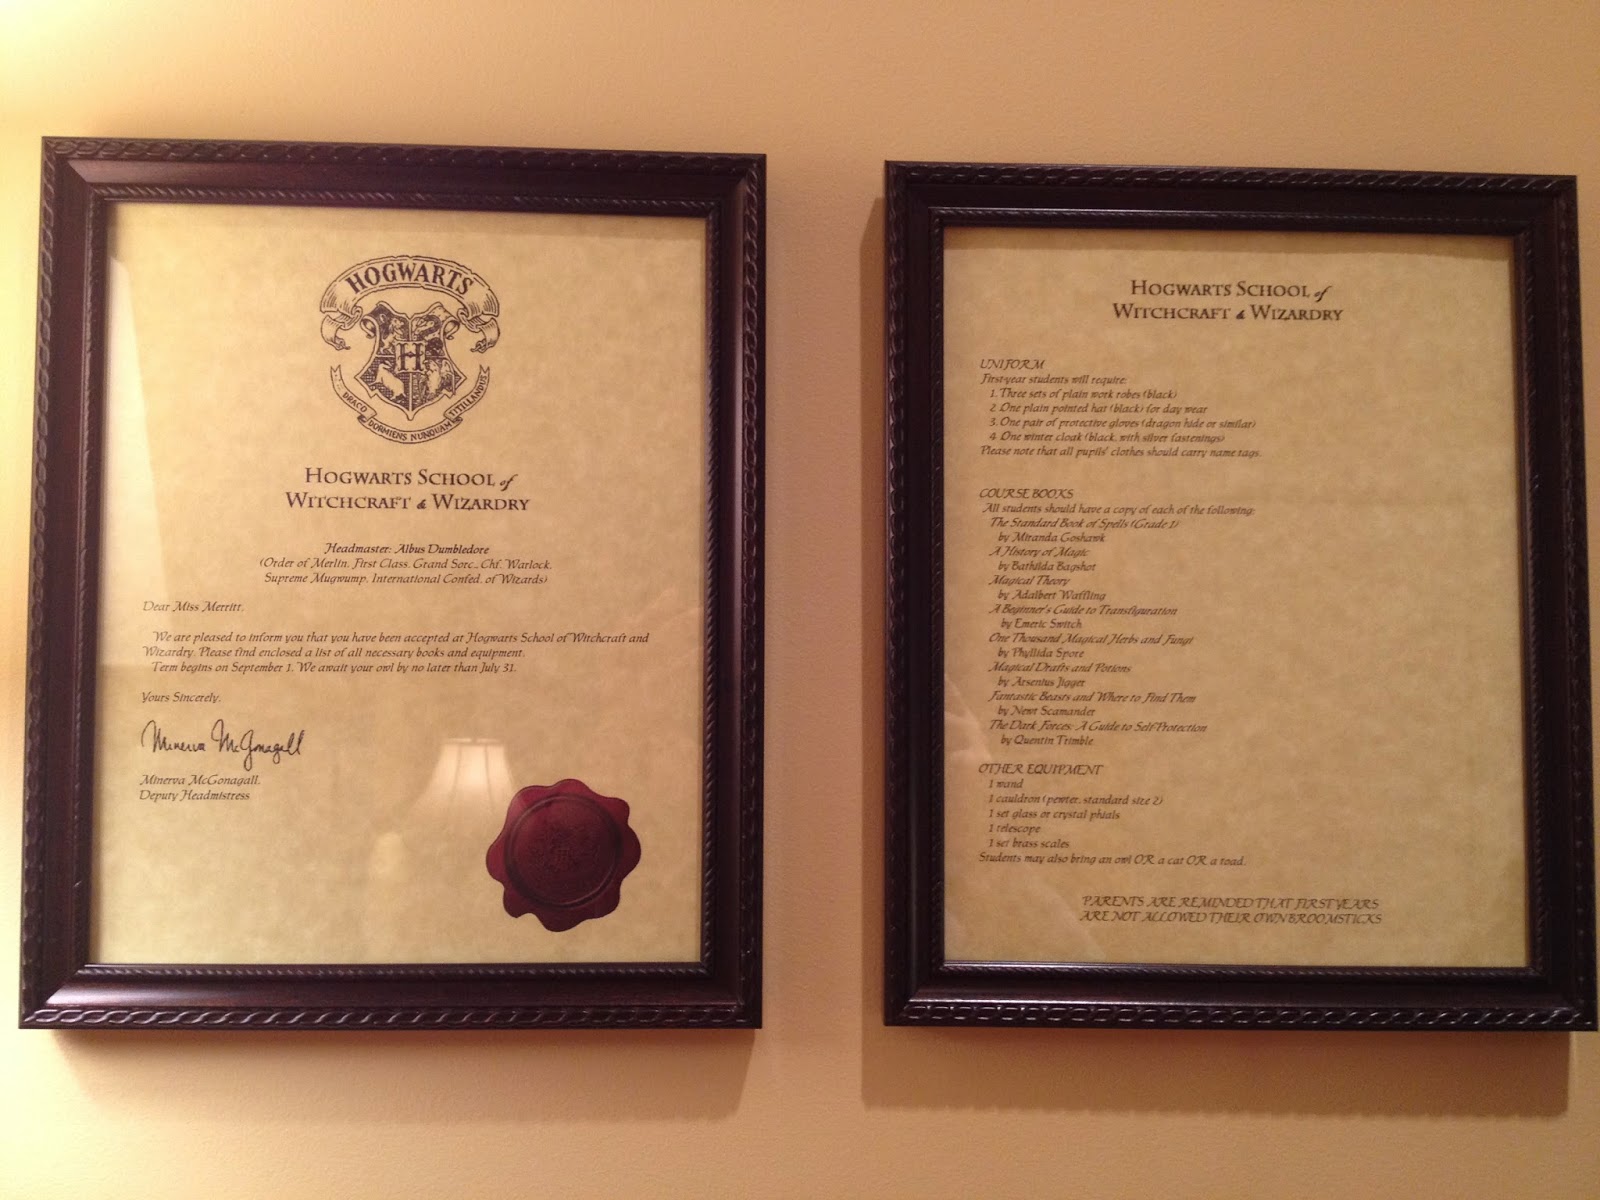 HOGWARTS
H
DRACO DORMIENS NUNQUAM TITILLANDUS
HOGWARTS SCHOOL of
WITCHCRAFT & WIZARDRY
Headmaster: Albus Dumbledore
(Order of Merlin, First Class, Grand Sorc., Chf. Warlock,
Supreme Mugwump, International Confed. of Wizards)
Dear Miss Merritt,
We are pleased to inform you that you have been accepted at Hogwarts School of Witchcraft and
Wizardry. Please find enclosed a list of all necessary books and equipment.
Term begins on September 1. We await your owl by no later than July 31.
Yours Sincerely,
Minerva McGonagall
Minerva McGonagall,
Deputy Headmistress
H
HOGWARTS SCHOOL of
WITCHCRAFT & WIZARDRY
UNIFORM
First-year students will require:
1. Three sets of plain work robes (black)
2. One plain pointed hat (black) for day wear
3. One pair of protective gloves (dragon hide or similar)
4. One winter cloak (black, with silver fastenings)
Please note that all pupils' clothes should carry name tags.
COURSE BOOKS
All students should have a copy of each of the following:
The Standard Book of Spells (Grade 1)
by Miranda Goshawk
A History of Magic
by Bathilda Bagshot
Magical Theory
by Adalbert Waffling
A Beginner's Guide to Transfiguration
by Emeric Switch
One Thousand Magical Herbs and Fungi
by Phyllida Spore
Magical Drafts and Potions
by Arsenius Jigger
Fantastic Beasts and Where to Find Them
by Newt Scamander
The Dark Forces: A Guide to Self-Protection
by Quentin Trimble
OTHER EQUIPMENT
1 wand
1 cauldron (pewter, standard size 2)
1 set glass or crystal phials
1 telescope
1 set brass scales
Students may also bring an owl OR a cat OR a toad.
PARENTS ARE REMINDED THAT FIRST YEARS
ARE NOT ALLOWED THEIR OWN BROOMSTICKS